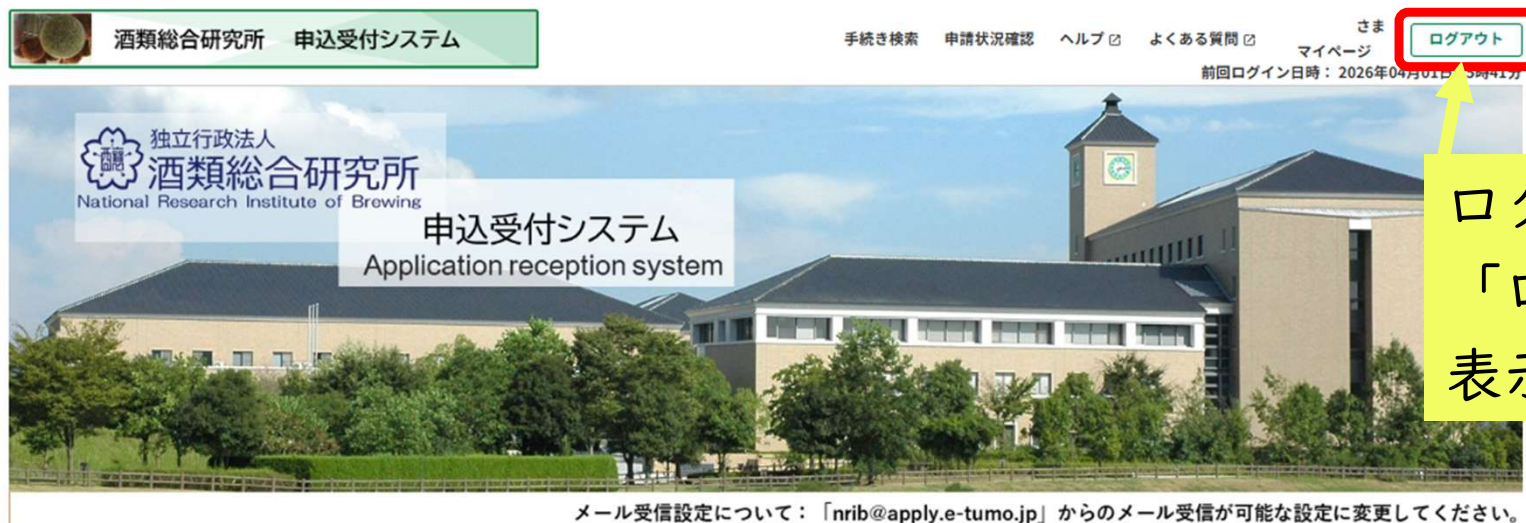 酒類総合研究所 申込受付システム
手続き検索 申請状況確認 ヘルプ よくある質問
さま
マイページ
ログアウト
前回ログイン日時: 2026年04月01日 5時41分
独立行政法人
酒類総合研究所
National Research Institute of Brewing
申込受付システム
Application reception system
ログ
「ロ
表示
メール受信設定について:「nrib@apply.e-tumo.jp」からのメール受信が可能な設定に変更してください。